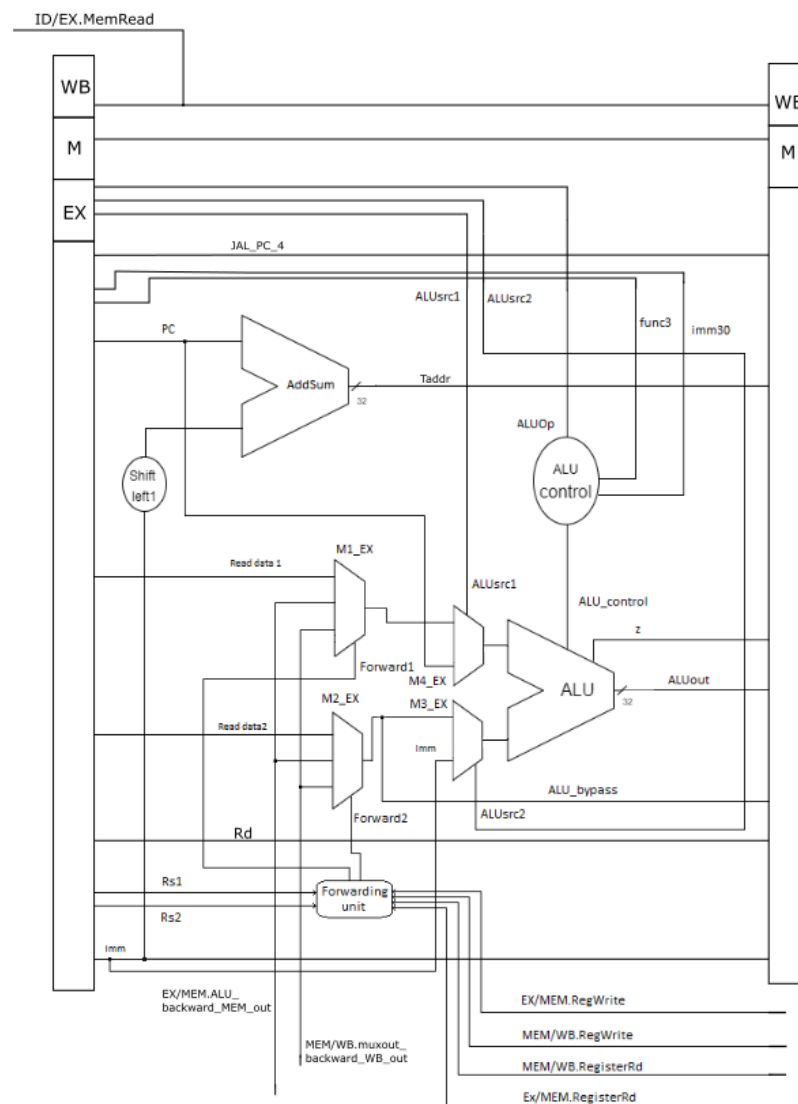 ID/EX.MemRead
WB
WB
M
M
EX
JAL_PC_4
ALUsrc1
ALUsrc2
func3
imm30
PC
AddSum
Taddr
32
ALUOp
Shift
left1
ALU
control
M1_EX
Read data 1
ALUsrc1
ALU_control
z
Forward1
M4_EX
ALU
ALUout
32
M2_EX
M3_EX
Read data2
Imm
ALU_bypass
Forward2
ALUsrc2
Rd
Rs1
Forwarding
unit
Rs2
imm
EX/MEM.ALU_
backward_MEM_out
EX/MEM.RegWrite
MEM/WB.muxout_
backward_WB_out
MEM/WB.RegWrite
MEM/WB.RegisterRd
Ex/MEM.RegisterRd